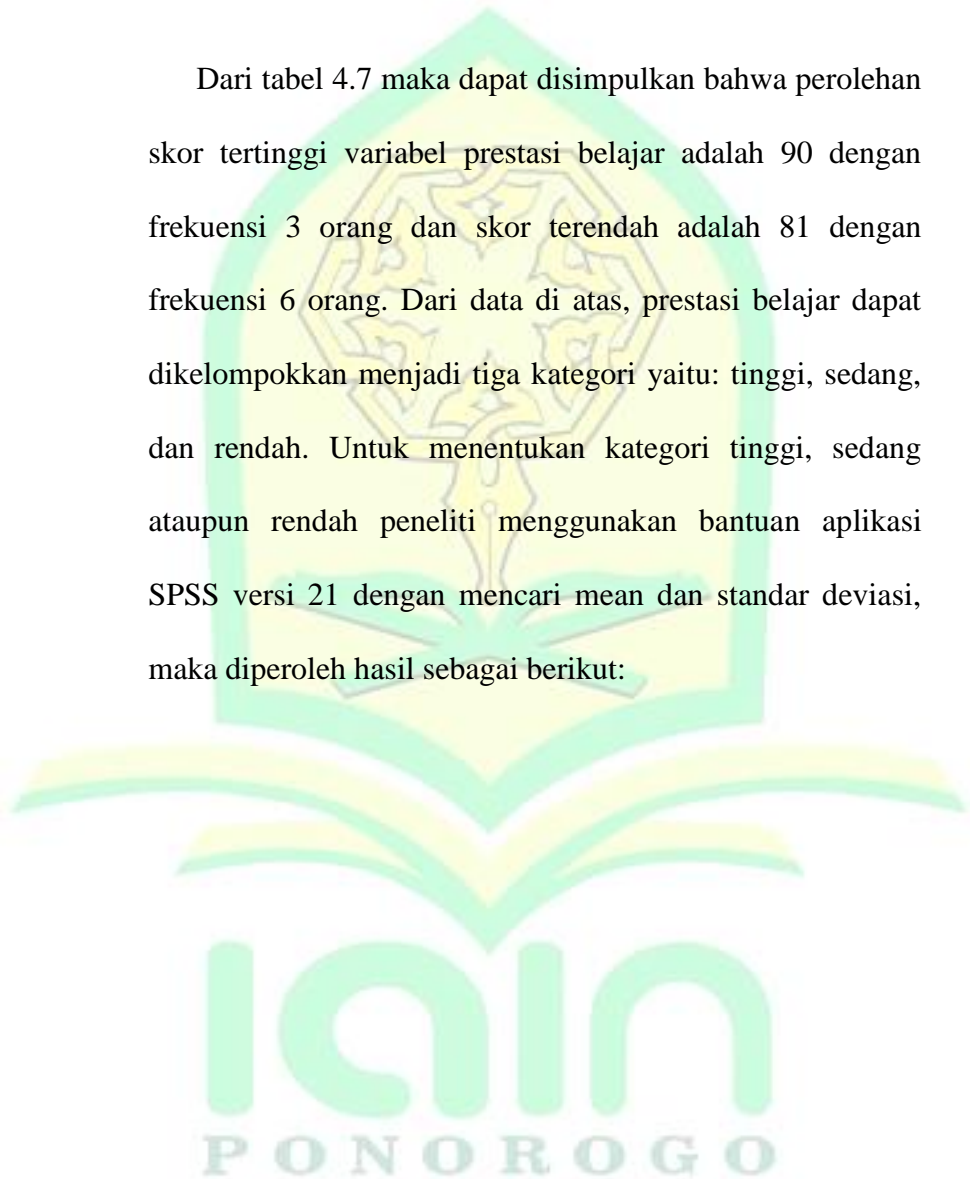 Dari tabel 4.7 maka dapat disimpulkan bahwa perolehan
skor tertinggi variabel prestasi belajar adalah 90 dengan
frekuensi 3 orang dan skor terendah adalah 81 dengan
frekuensi 6 orang. Dari data di atas, prestasi belajar dapat
dikelompokkan menjadi tiga kategori yaitu: tinggi, sedang,
dan rendah. Untuk menentukan kategori tinggi, sedang
ataupun rendah peneliti menggunakan bantuan aplikasi
SPSS versi 21 dengan mencari mean dan standar deviasi,
maka diperoleh hasil sebagai berikut:
IAIN
PONOROGO